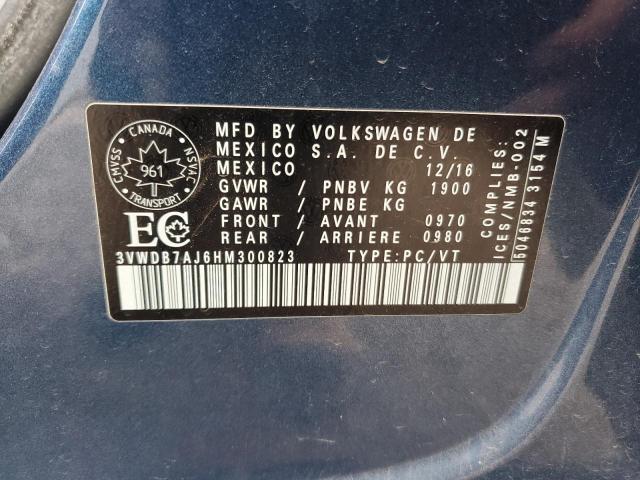 CANADA
CMVSS
NSVAC
961
TRANSPORT
EC
MFD BY VOLKSWAGEN DE
MEXICO S.A. DE C.V.
MEXICO 12/16
GVWR / PNBV KG 1900
GAWR / PNBE KG
FRONT / AVANT 0970
REAR / ARRIERE 0980
3VWDB7AJ6HM300823 TYPE:PC/VT
COMPLIES:
ICES/NMB-002
5046834 3154 M